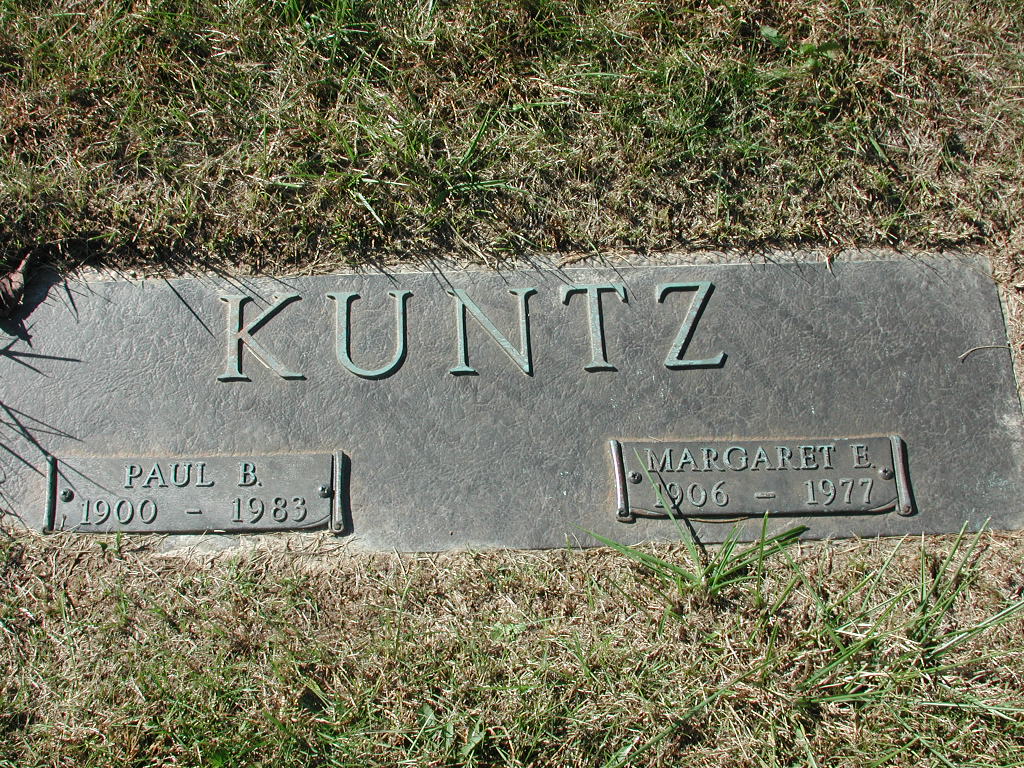 KUNTZ
PAUL B.
1900 - 1983
MARGARET E.
1906 - 1977